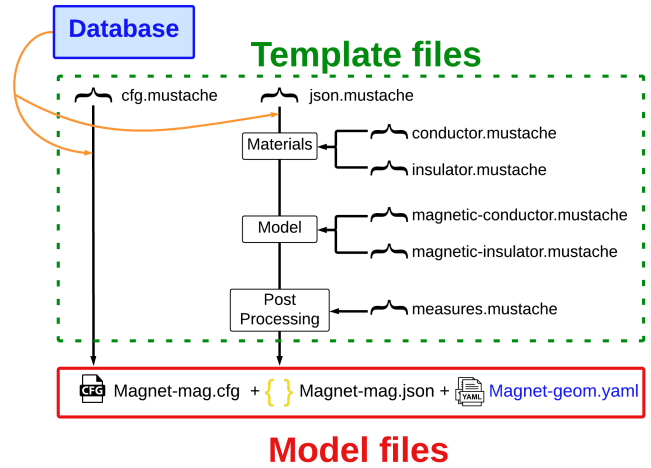 Database
Template files
cfg.mustache
json.mustache
Materials
conductor.mustache
insulator.mustache
Model
magnetic-conductor.mustache
magnetic-insulator.mustache
Post
Processing
measures.mustache
CFG Magnet-mag.cfg + { } Magnet-mag.json + YAML Magnet-geom.yaml
Model files